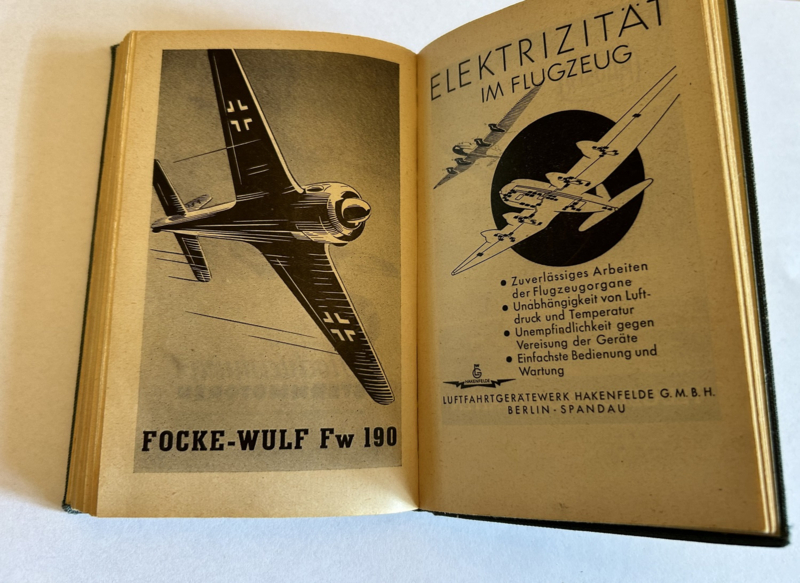 FOCKE-WULF Fw 190
ELEKTRIZITÄT
IM FLUGZEUG
• Zuverlässiges Arbeiten
der Flugzeugorgane
• Unabhängigkeit von Luft-
druck und Temperatur
• Unempfindlichkeit gegen
Vereisung der Geräte
• Einfachste Bedienung und
Wartung
HAKENFELDE
LUFTFAHRTGERÄTEWERK HAKENFELDE G.M.B.H.
BERLIN - SPANDAU